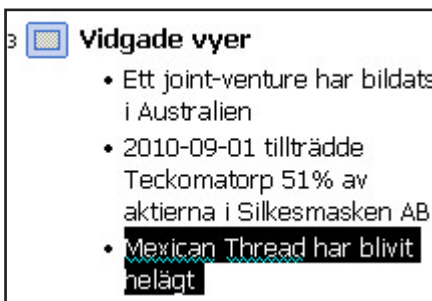 3 Vidgade vyer
• Ett joint-venture har bildats
i Australien
• 2010-09-01 tillträdde
Teckomatorp 51% av
aktierna i Silkesmasken AB
• Mexican Thread har blivit
helägt